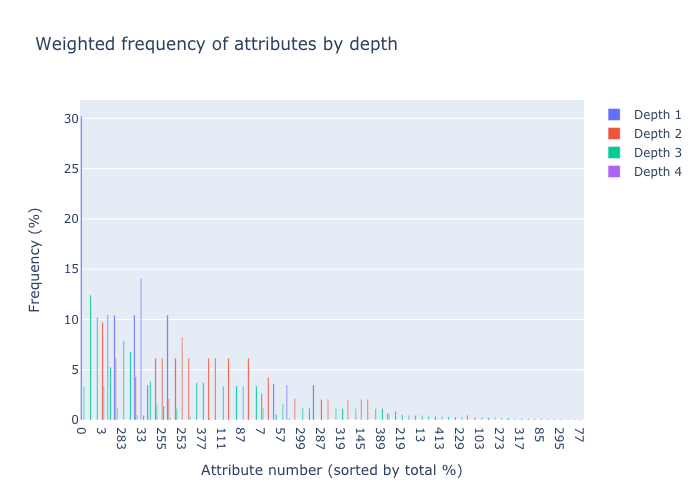 Weighted frequency of attributes by depth
Depth 1
Depth 2
Depth 3
Depth 4
Frequency (%)
30
25
20
15
10
5
0
0 3 283 33 255 253 377 111 87 7 57 299 287 319 145 389 219 13 413 229 103 273 317 85 295 77
Attribute number (sorted by total %)